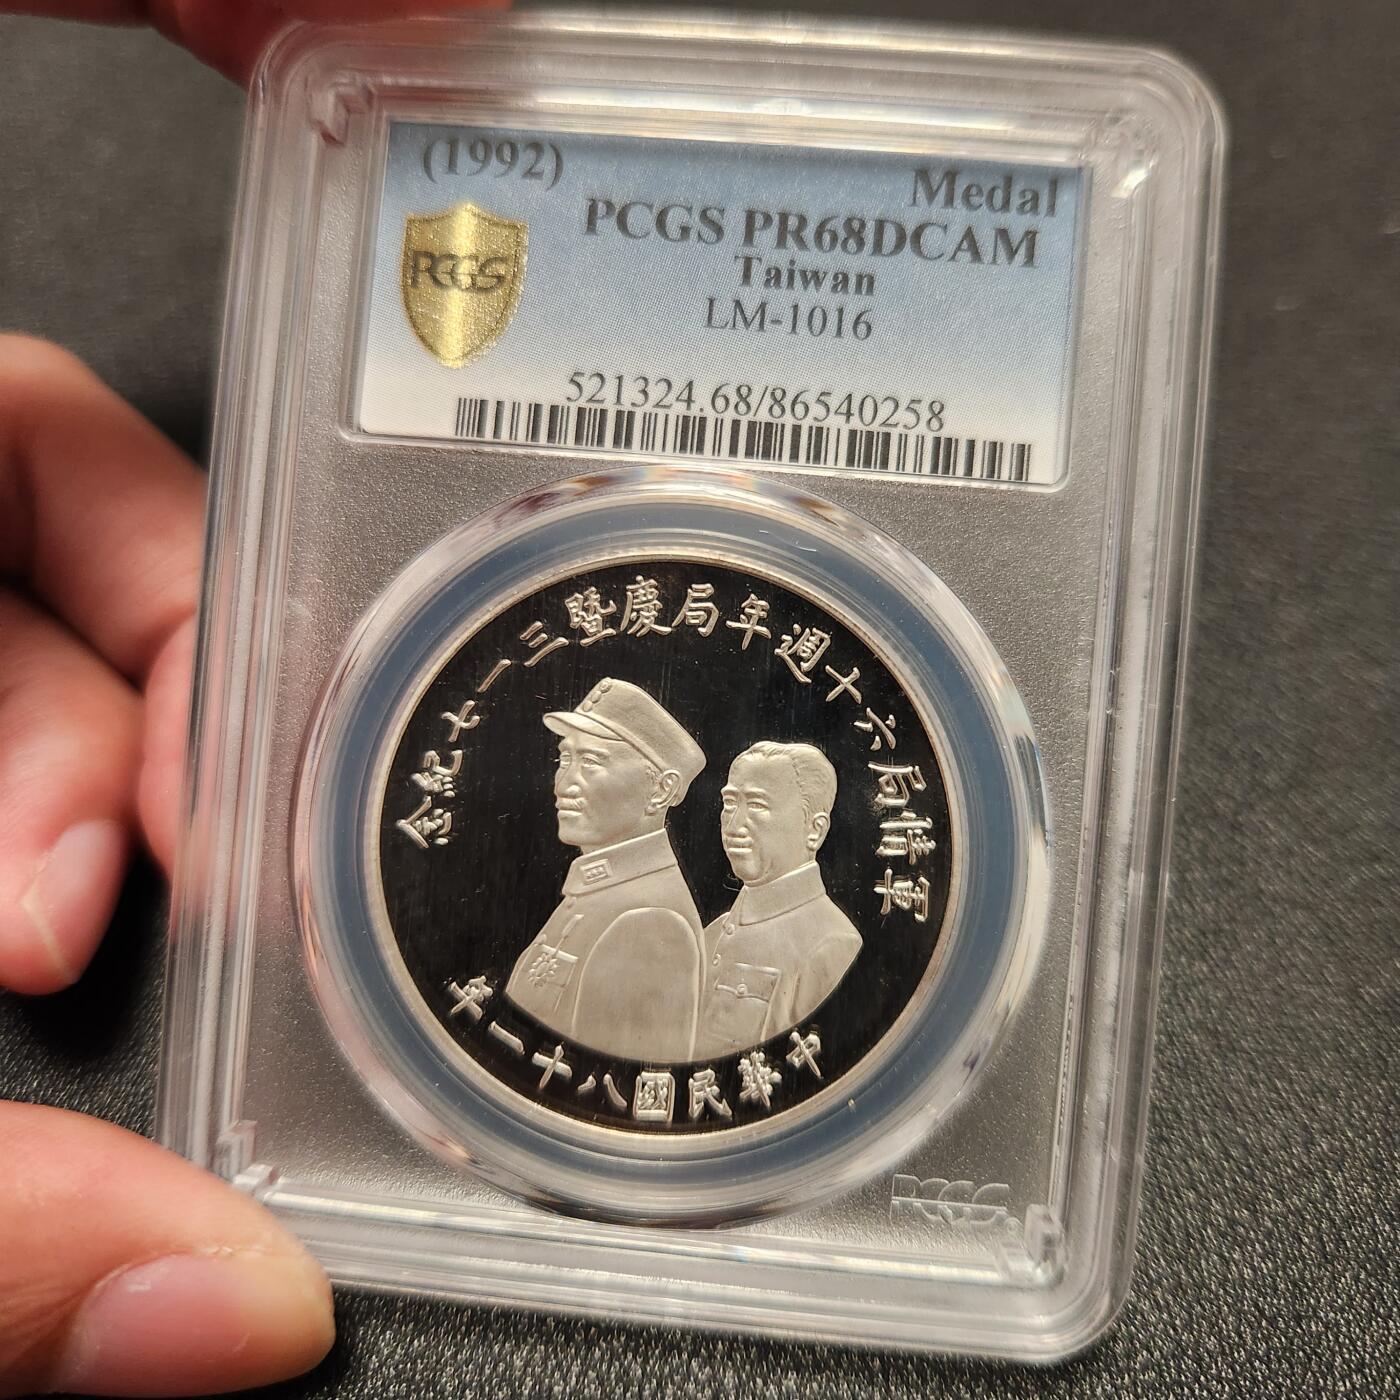 (1992)
Medal
PCGS PR68DCAM
Taiwan
LM-1016
PCGS
521324.68/86540258
軍情局六十週年局慶暨三一七紀念
中華民國八十一年
PCGS